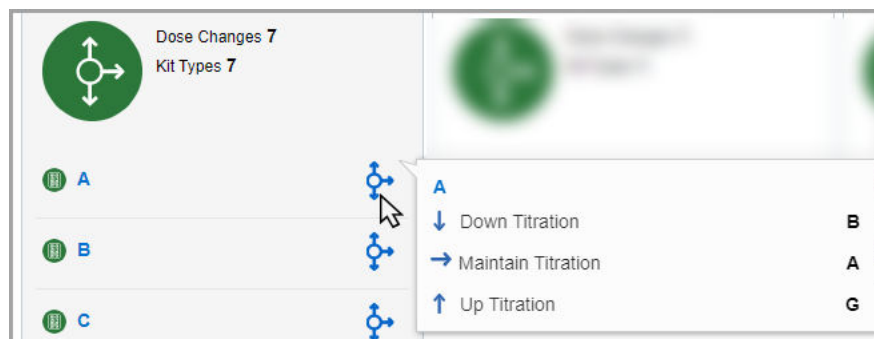 Dose Changes 7
Kit Types 7
A
B
C
A
Down Titration B
Maintain Titration A
Up Titration G